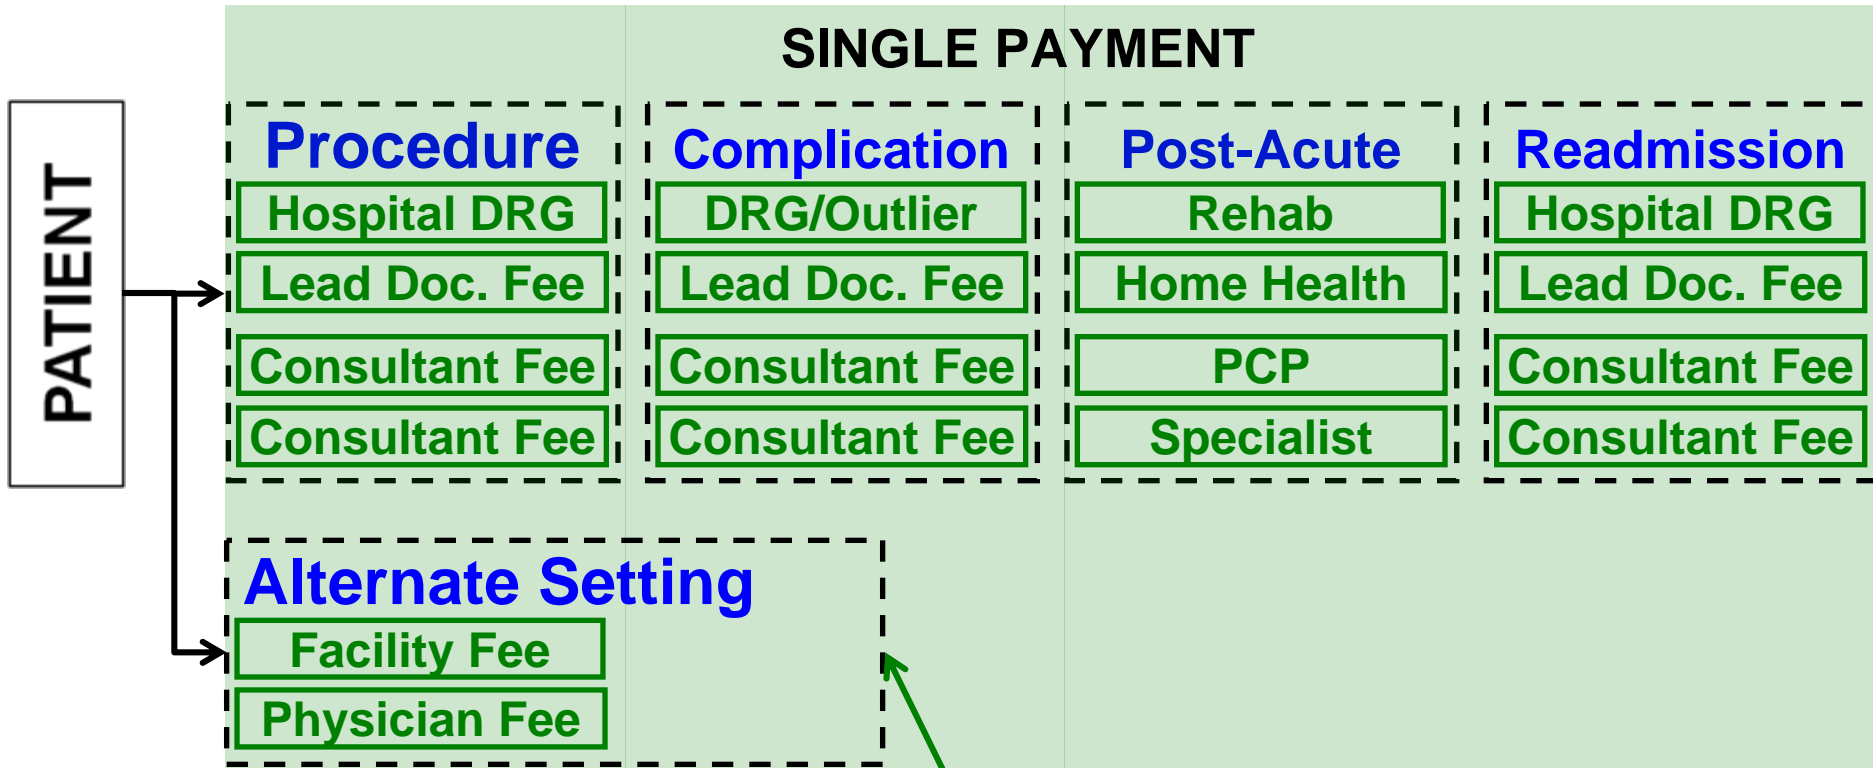 SINGLE PAYMENT
PATIENT
Procedure
Hospital DRG
Lead Doc. Fee
Consultant Fee
Consultant Fee
Complication
DRG/Outlier
Lead Doc. Fee
Consultant Fee
Consultant Fee
Post-Acute
Rehab
Home Health
PCP
Specialist
Readmission
Hospital DRG
Lead Doc. Fee
Consultant Fee
Consultant Fee
Alternate Setting
Facility Fee
Physician Fee